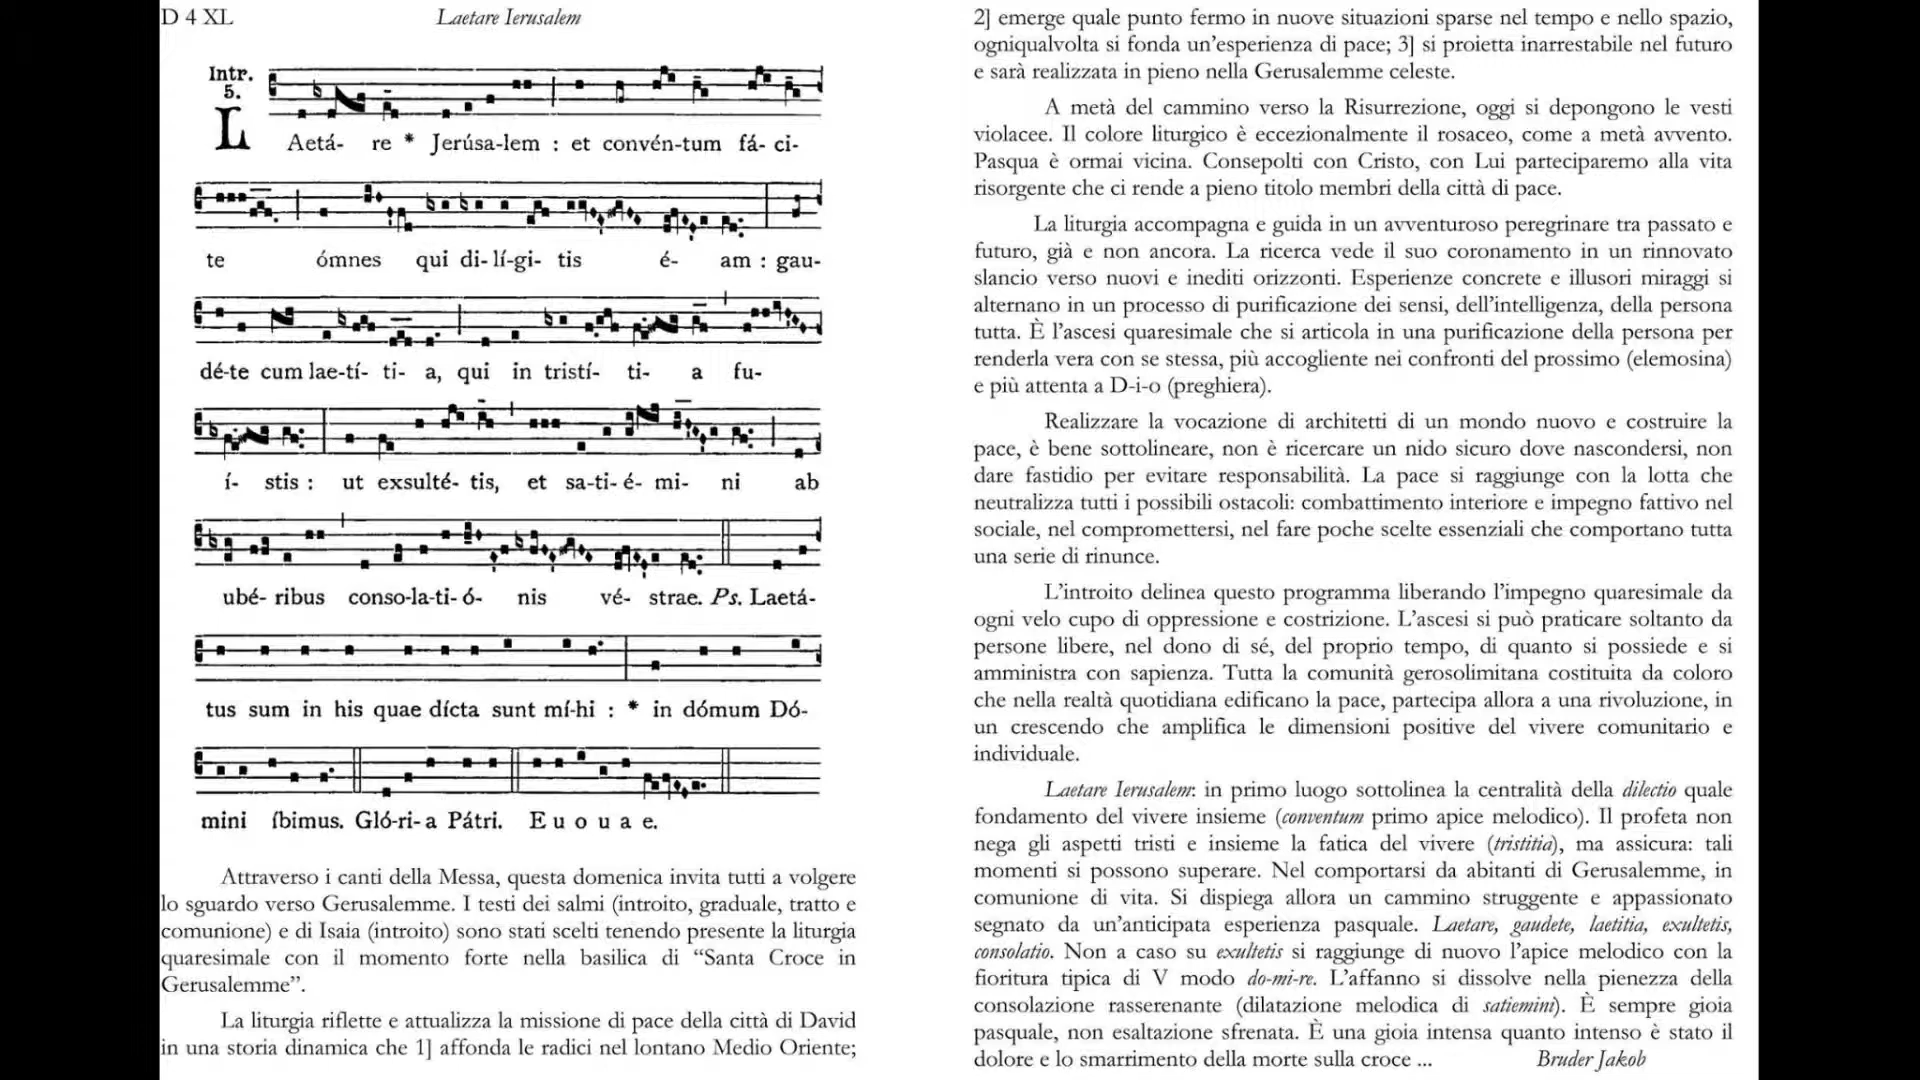 D 4 XL Laetare Ierusalem
Intr.
5.
LAetá- re * Jerúsa-lem : et convén-tum fá- ci-
te ómnes qui di-lí-gi- tis é- am : gau-
dé-te cum lae-tí- ti- a, qui in tristí- ti- a fu-
í- stis : ut exsulté- tis, et sa-ti-é- mi- ni ab
ubé- ribus conso-la-ti-ó- nis vé- strae. Ps. Laetá-
tus sum in his quae dícta sunt mí-hi : * in dómum Dó-
mini íbimus. Gló-ri-a Pátri. E u o u a e.
Attraverso i canti della Messa, questa domenica invita tutti a volgere
lo sguardo verso Gerusalemme. I testi dei salmi (introito, graduale, tratto e
comunione) e di Isaia (introito) sono stati scelti tenendo presente la liturgia
quaresimale con il momento forte nella basilica di “Santa Croce in
Gerusalemme”.
La liturgia riflette e attualizza la missione di pace della città di David
in una storia dinamica che 1] affonda le radici nel lontano Medio Oriente;
2] emerge quale punto fermo in nuove situazioni sparse nel tempo e nello spazio,
ogniqualvolta si fonda un’esperienza di pace; 3] si proietta inarrestabile nel futuro
e sarà realizzata in pieno nella Gerusalemme celeste.
A metà del cammino verso la Risurrezione, oggi si depongono le vesti
violacee. Il colore liturgico è eccezionalmente il rosaceo, come a metà avvento.
Pasqua è ormai vicina. Consepolti con Cristo, con Lui parteciparemo alla vita
risorgente che ci rende a pieno titolo membri della città di pace.
La liturgia accompagna e guida in un avventuroso peregrinare tra passato e
futuro, già e non ancora. La ricerca vede il suo coronamento in un rinnovato
slancio verso nuovi e inediti orizzonti. Esperienze concrete e illusori miraggi si
alternano in un processo di purificazione dei sensi, dell’intelligenza, della persona
tutta. È l’ascesi quaresimale che si articola in una purificazione della persona per
renderla vera con se stessa, più accogliente nei confronti del prossimo (elemosina)
e più attenta a D-i-o (preghiera).
Realizzare la vocazione di architetti di un mondo nuovo e costruire la
pace, è bene sottolineare, non è ricercare un nido sicuro dove nascondersi, non
dare fastidio per evitare responsabilità. La pace si raggiunge con la lotta che
neutralizza tutti i possibili ostacoli: combattimento interiore e impegno fattivo nel
sociale, nel compromettersi, nel fare poche scelte essenziali che comportano tutta
una serie di rinunce.
L’introito delinea questo programma liberando l’impegno quaresimale da
ogni velo cupo di oppressione e costrizione. L’ascesi si può praticare soltanto da
persone libere, nel dono di sé, del proprio tempo, di quanto si possiede e si
amministra con sapienza. Tutta la comunità gerosolimitana costituita da coloro
che nella realtà quotidiana edificano la pace, partecipa allora a una rivoluzione, in
un crescendo che amplifica le dimensioni positive del vivere comunitario e
individuale.
Laetare Ierusalem: in primo luogo sottolinea la centralità della dilectio quale
fondamento del vivere insieme (conventum primo apice melodico). Il profeta non
nega gli aspetti tristi e insieme la fatica del vivere (tristitia), ma assicura: tali
momenti si possono superare. Nel comportarsi da abitanti di Gerusalemme, in
comunione di vita. Si dispiega allora un cammino struggente e appassionato
segnato da un’anticipata esperienza pasquale. Laetare, gaudete, laetitia, exultetis,
consolatio. Non a caso su exultetis si raggiunge di nuovo l’apice melodico con la
fioritura tipica di V modo do-mi-re. L’affanno si dissolve nella pienezza della
consolazione rasserenante (dilatazione melodica di satiemini). È sempre gioia
pasquale, non esaltazione sfrenata. È una gioia intensa quanto intenso è stato il
dolore e lo smarrimento della morte sulla croce ... Bruder Jakob